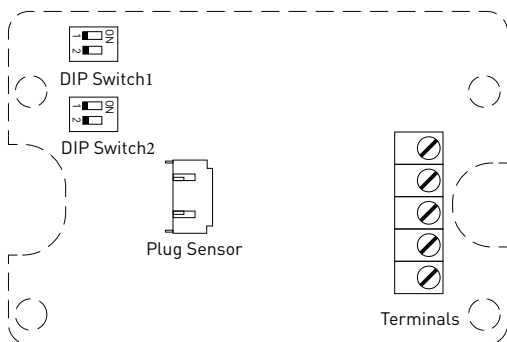 ON
1
2
DIP Switch1
ON
1
2
DIP Switch2
Plug Sensor
Terminals